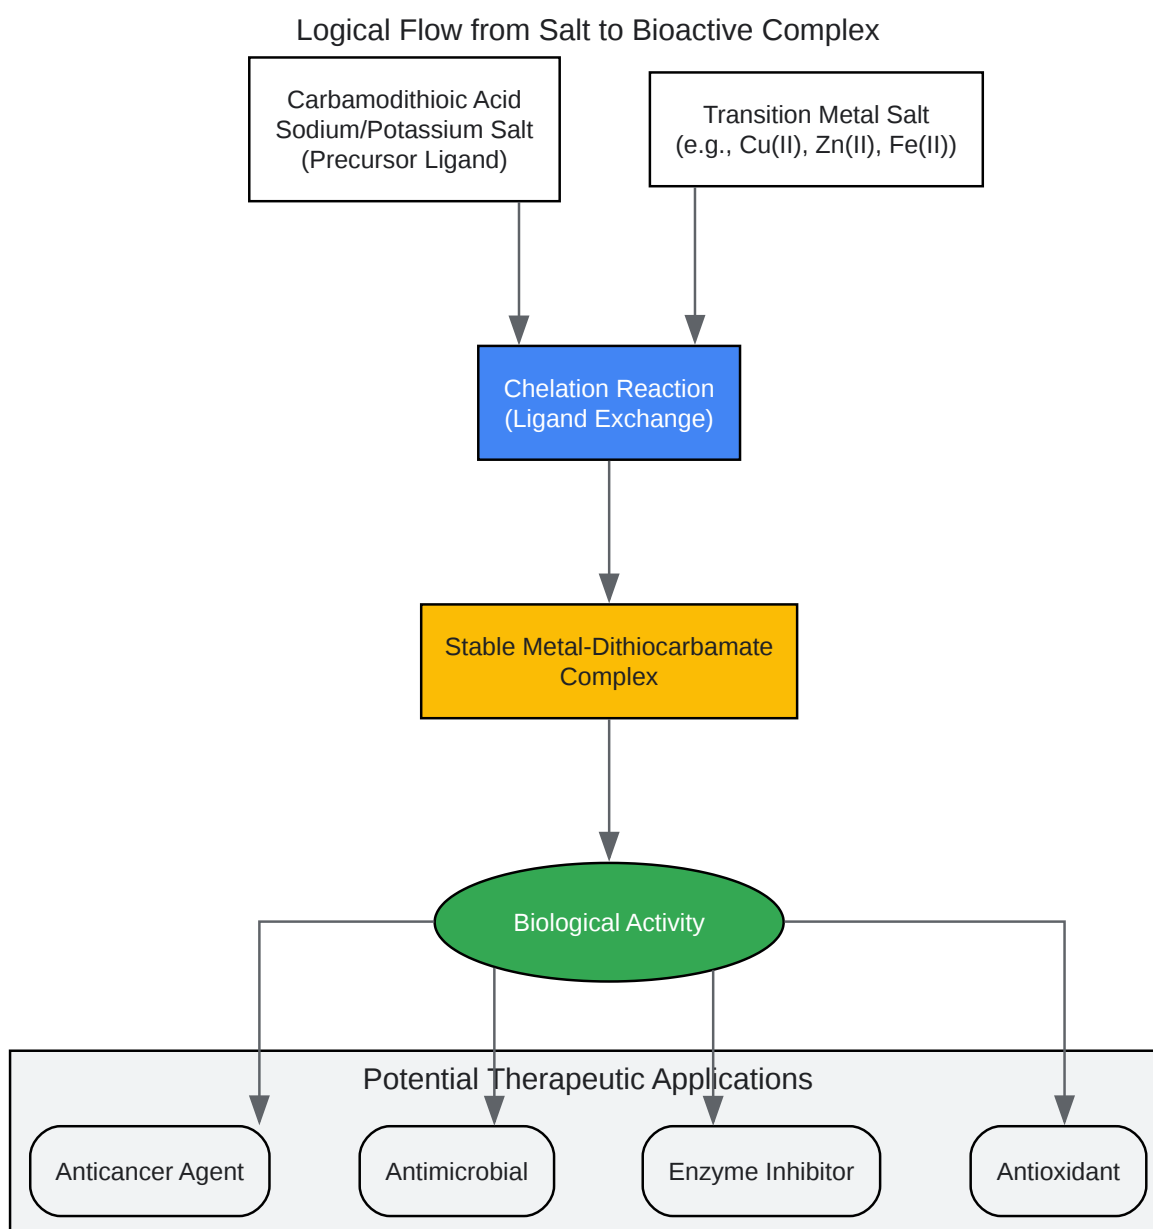 Logical Flow from Salt to Bioactive Complex
Carbamodithioic Acid
Sodium/Potassium Salt
(Precursor Ligand)
Transition Metal Salt
(e.g., Cu(II), Zn(II), Fe(II))
Chelation Reaction
(Ligand Exchange)
Stable Metal-Dithiocarbamate
Complex
Biological Activity
Potential Therapeutic Applications
Anticancer Agent
Antimicrobial
Enzyme Inhibitor
Antioxidant